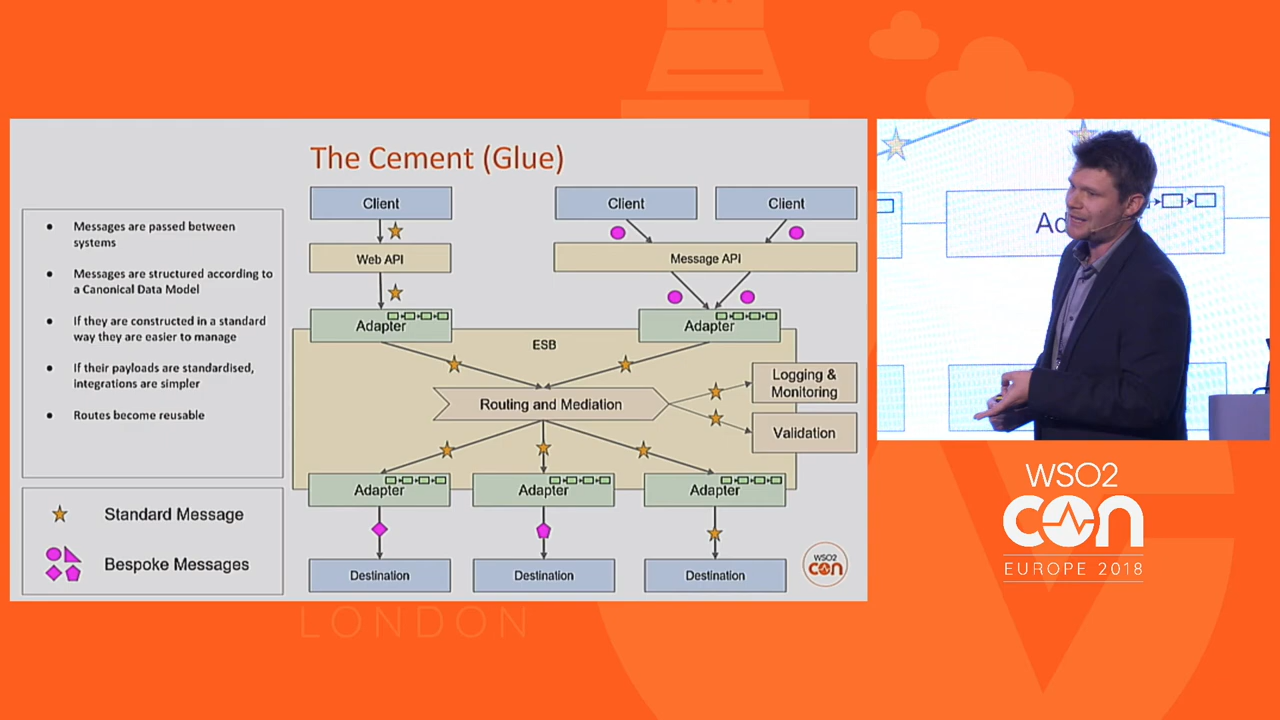 The Cement (Glue)
Messages are passed between
systems
Messages are structured according to
a Canonical Data Model
If they are constructed in a standard
way they are easier to manage
If their payloads are standardised,
integrations are simpler
Routes become reusable
Standard Message
Bespoke Messages
Client
Client
Client
Web API
Message API
Adapter
Adapter
ESB
Routing and Mediation
Logging &
Monitoring
Validation
Adapter
Adapter
Adapter
Destination
Destination
Destination
WSO2
CON
Ad
WSO2
CON
EUROPE 2018
LONDON